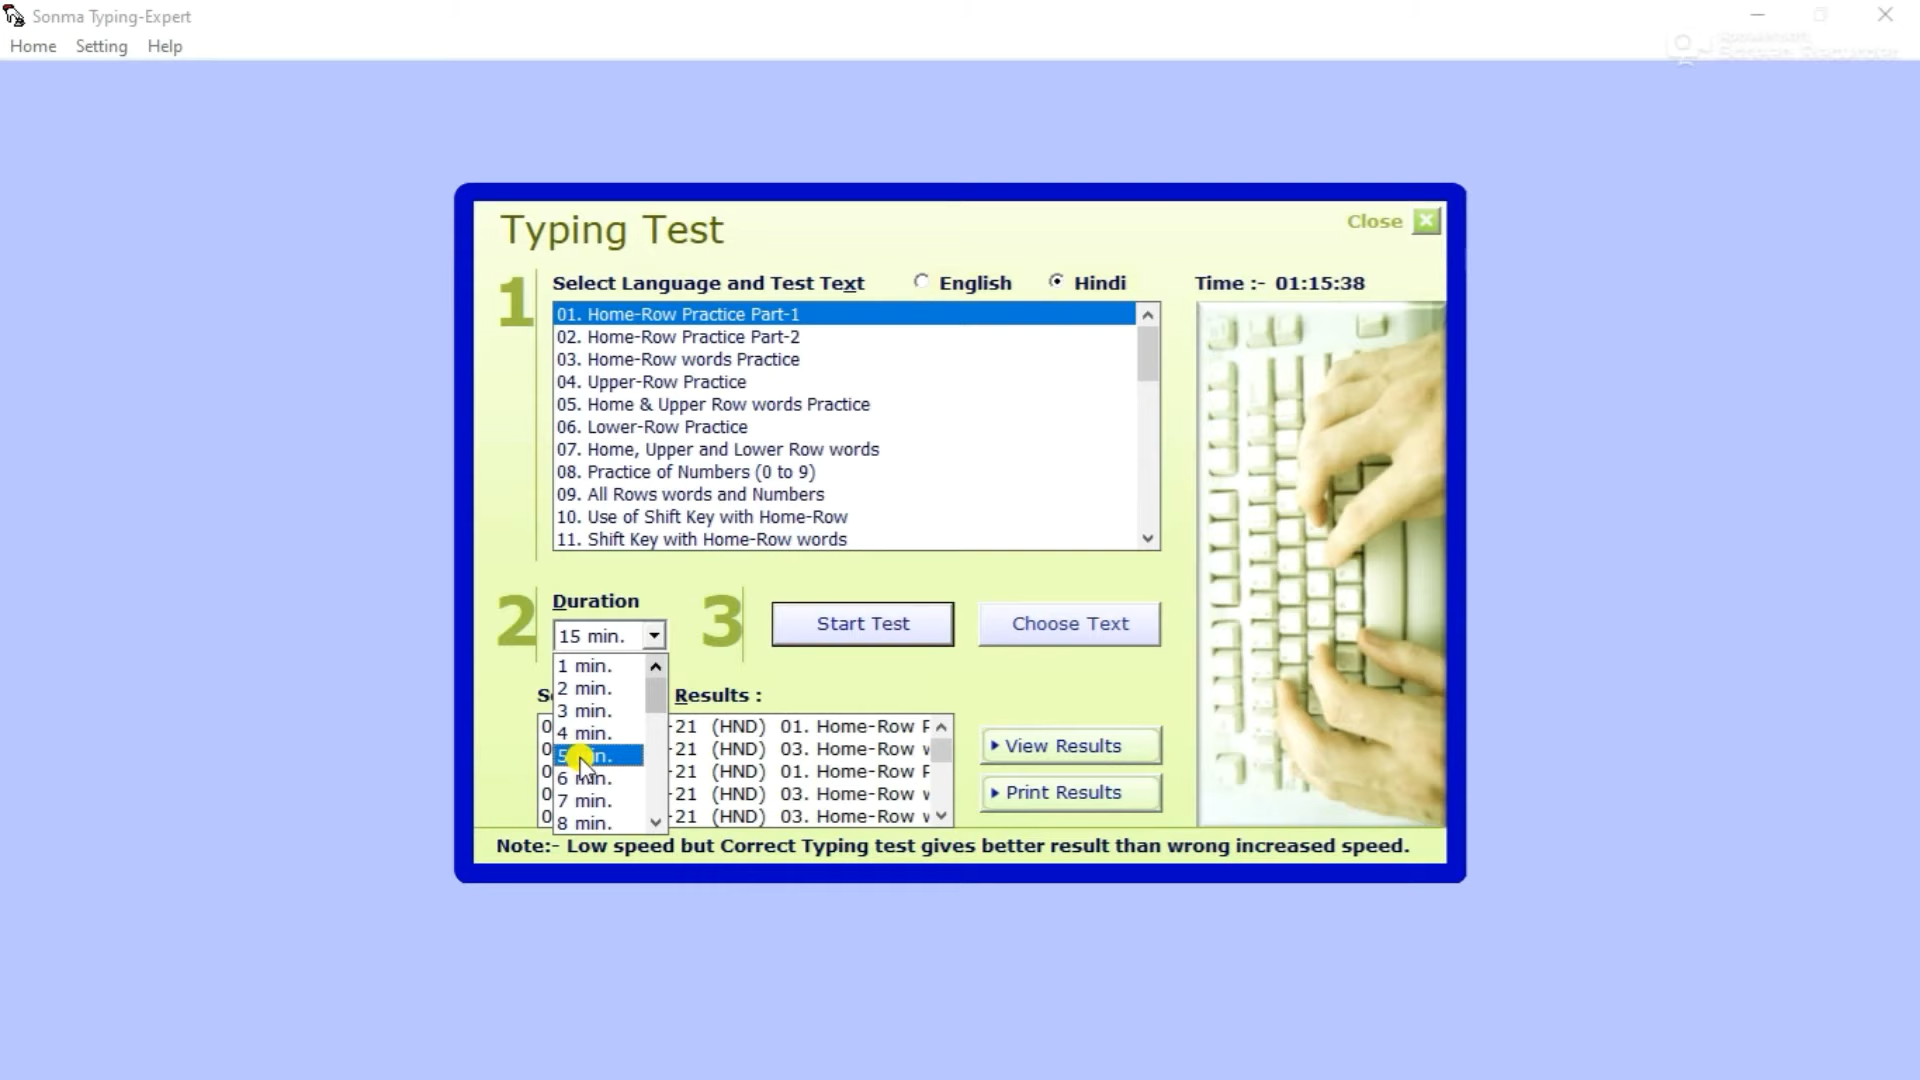 Sonma Typing-Expert
Home Setting Help
Screen Recorder
Typing Test
Close
1 Select Language and Test Text English Hindi Time :- 01:15:38
01. Home-Row Practice Part-1
02. Home-Row Practice Part-2
03. Home-Row words Practice
04. Upper-Row Practice
05. Home & Upper Row words Practice
06. Lower-Row Practice
07. Home, Upper and Lower Row words
08. Practice of Numbers (0 to 9)
09. All Rows words and Numbers
10. Use of Shift Key with Home-Row
11. Shift Key with Home-Row words
2 Duration 3 Start Test Choose Text
15 min.
1 min.
2 min.
3 min.
4 min.
5 min.
6 min.
7 min.
8 min.
Results :
-21 (HND) 01. Home-Row
-21 (HND) 03. Home-Row
-21 (HND) 01. Home-Row
-21 (HND) 03. Home-Row
-21 (HND) 03. Home-Row
View Results
Print Results
Note:- Low speed but Correct Typing test gives better result than wrong increased speed.